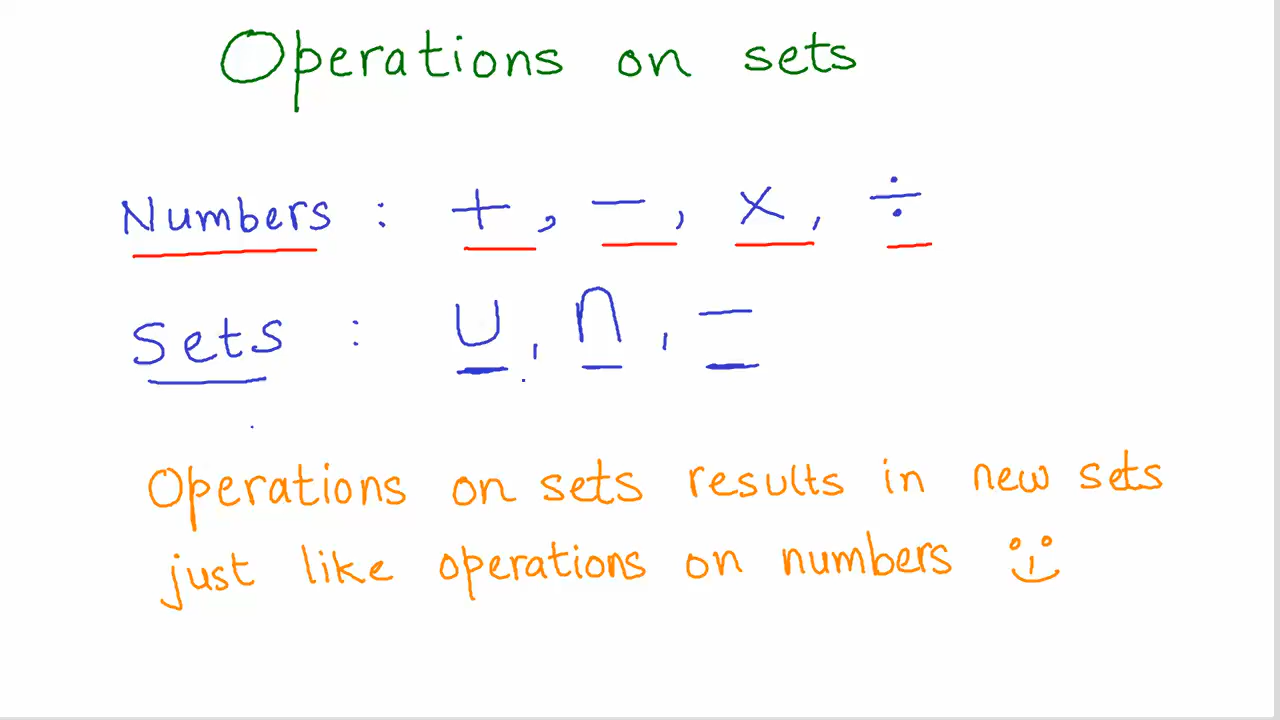 Operations on sets
Numbers : + , − , × , ÷
Sets : ∪ , ∩ , −
Operations on sets results in new sets
just like operations on numbers